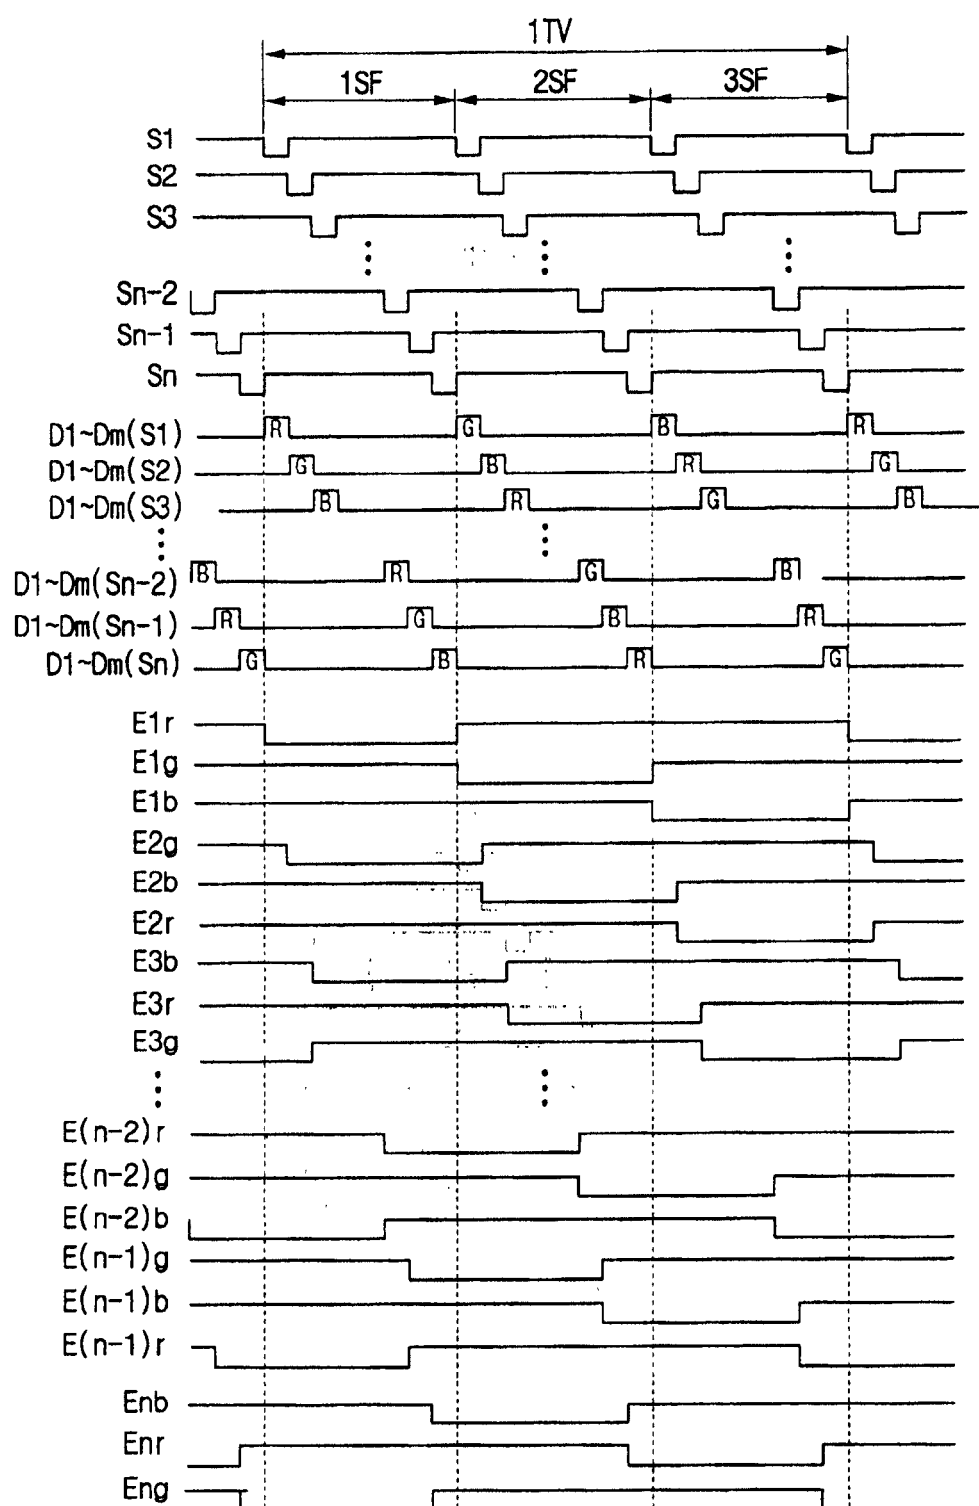 1TV
1SF 2SF 3SF
S1
S2
S3
Sn-2
Sn-1
Sn
D1~Dm(S1) R G B R
D1~Dm(S2) G B R G
D1~Dm(S3) B R G B
D1~Dm(Sn-2) B R G B
D1~Dm(Sn-1) R G B R
D1~Dm(Sn) G B R G
E1r
E1g
E1b
E2g
E2b
E2r
E3b
E3r
E3g
E(n-2)r
E(n-2)g
E(n-2)b
E(n-1)g
E(n-1)b
E(n-1)r
Enb
Enr
Eng